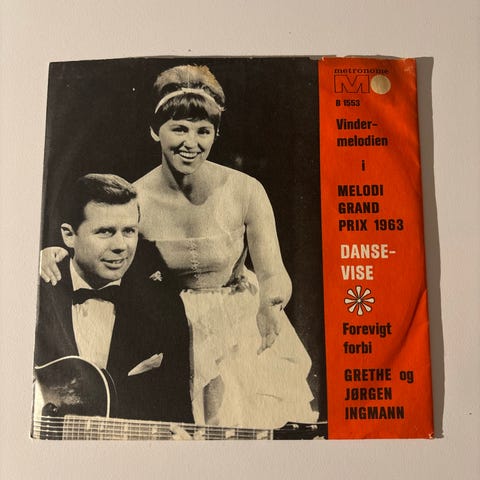 metronome
M
B 1553
Vinder-
melodien
i
MELODI
GRAND
PRIX 1963
DANSE-
VISE
Forevigt
forbi
GRETHE og
JØRGEN
INGMANN